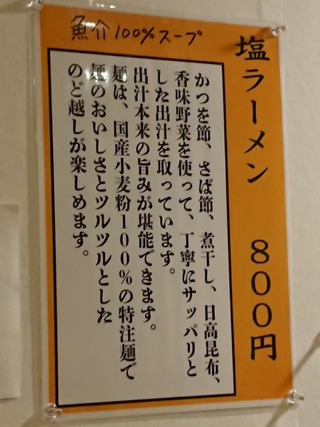 魚介100%スープ
塩ラーメン 800円
かつを節、さば節、煮干し、日高昆布、
香味野菜を使って、丁寧にサッパリと
した出汁を取っています。
出汁本来の旨みが堪能できます。
麺は、国産小麦粉100%の特注麺で
麺のおいしさとツルツルとした
のど越しが楽しめます。